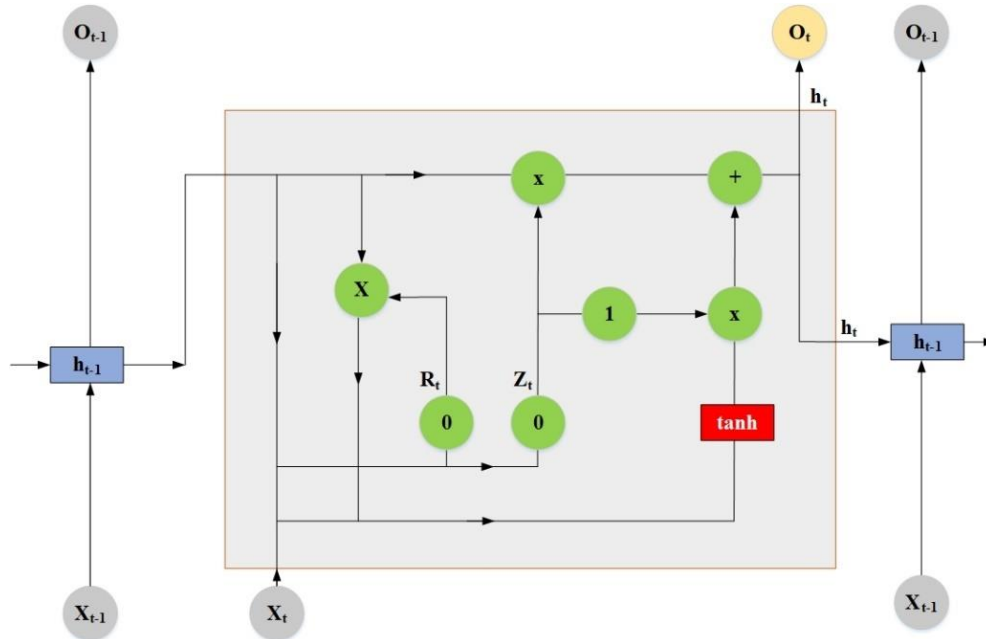 Oₜ₋₁
Oₜ
Oₜ₋₁
hₜ
x
+
X
1
x
hₜ
hₜ₋₁
hₜ₋₁
Rₜ
Zₜ
0
0
tanh
Xₜ₋₁
Xₜ
Xₜ₋₁